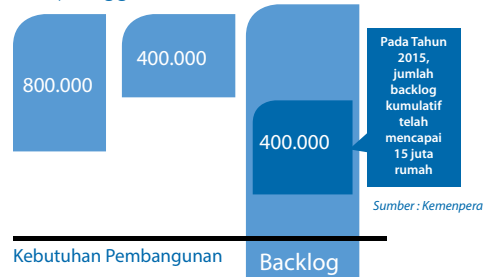 800.000
400.000
400.000
Pada Tahun
2015,
jumlah
backlog
kumulatif
telah
mencapai
15 juta
rumah
Sumber : Kemenpera
Kebutuhan Pembangunan
Backlog